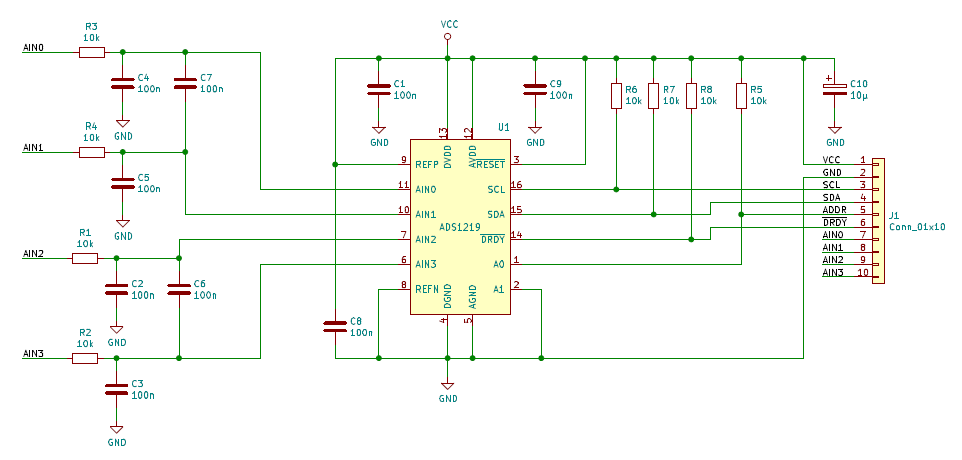 VCC
AIN0
R3
10k
C4
100n
C7
100n
GND
AIN1
R4
10k
C5
100n
GND
AIN2
R1
10k
C2
100n
C6
100n
GND
AIN3
R2
10k
C3
100n
GND
C1
100n
GND
C9
100n
GND
R6
10k
R7
10k
R8
10k
R5
10k
C10
10µ
GND
C8
100n
U1
ADS1219
13
DVDD
12
AVDD
9
REFP
11
AIN0
10
AIN1
7
AIN2
6
AIN3
8
REFN
3
ARESET
16
SCL
15
SDA
14
DRDY
1
A0
2
A1
4
DGND
5
AGND
GND
VCC 1
GND 2
SCL 3
SDA 4
ADDR 5
DRDY 6
AIN0 7
AIN1 8
AIN2 9
AIN3 10
J1
Conn_01x10